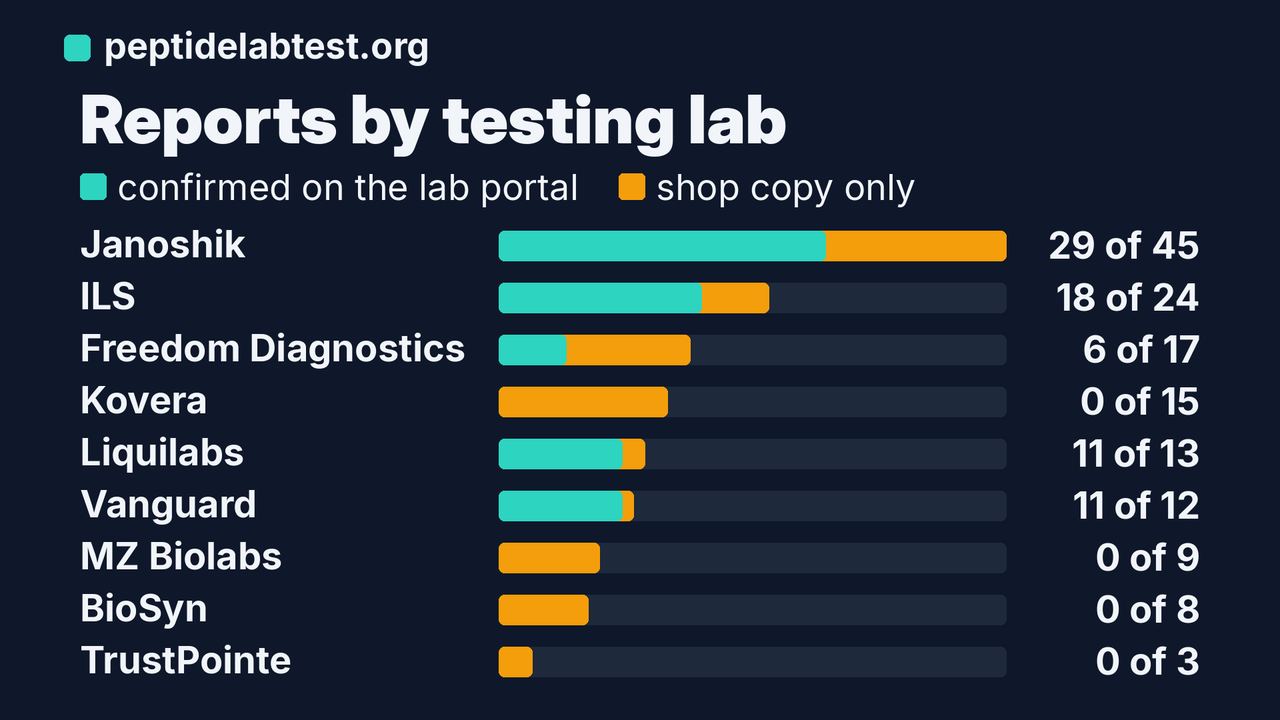 peptidelabtest.org
Reports by testing lab
confirmed on the lab portal shop copy only
Janoshik 29 of 45
ILS 18 of 24
Freedom Diagnostics 6 of 17
Kovera 0 of 15
Liquilabs 11 of 13
Vanguard 11 of 12
MZ Biolabs 0 of 9
BioSyn 0 of 8
TrustPointe 0 of 3